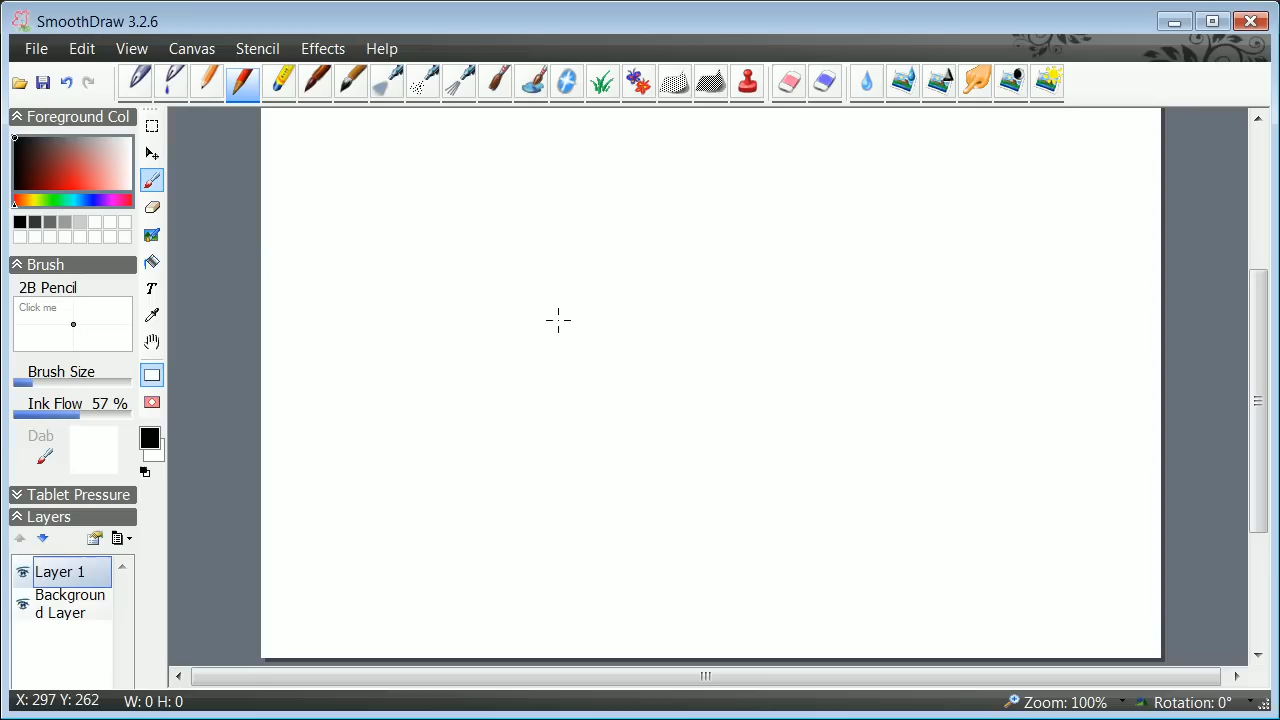 SmoothDraw 3.2.6
File Edit View Canvas Stencil Effects Help
Foreground Col
Brush
2B Pencil
Click me
Brush Size
Ink Flow 57 %
Dab
T
Tablet Pressure
Layers
Layer 1
Backgroun
d Layer
X: 297 Y: 262 W: 0 H: 0 Zoom: 100% Rotation: 0°